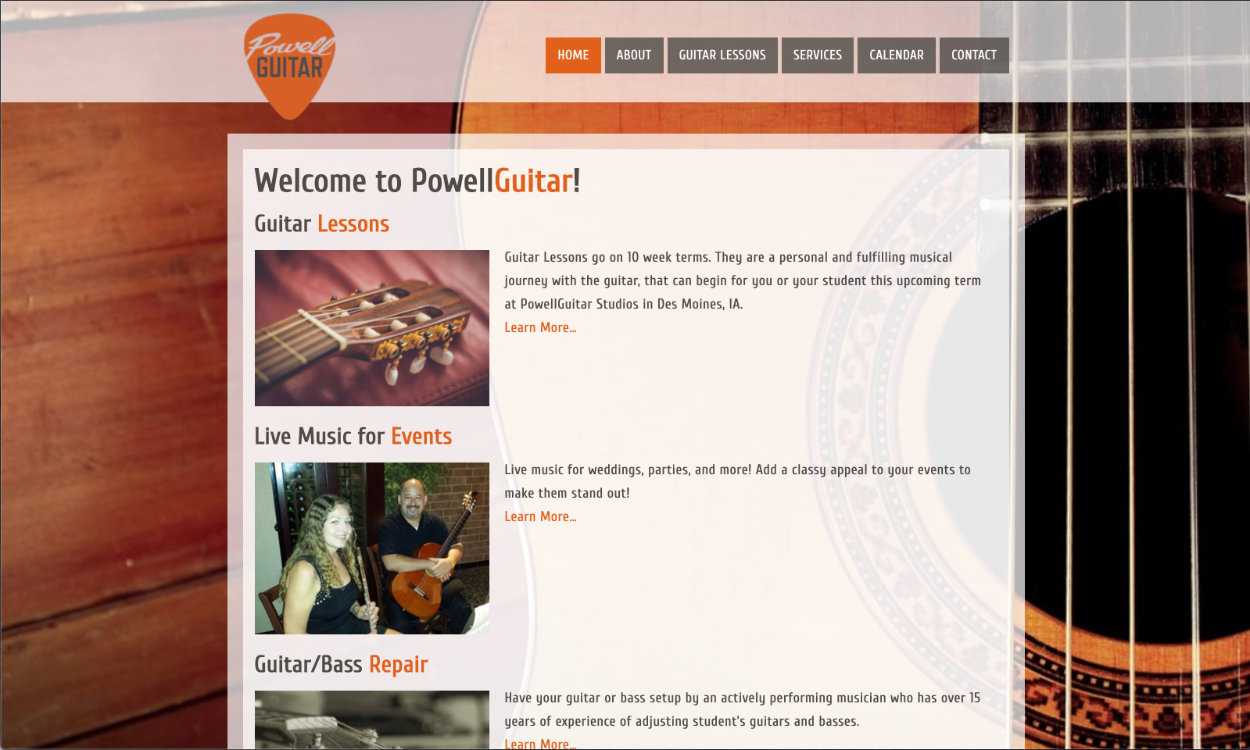 Powell
GUITAR
HOME
ABOUT
GUITAR LESSONS
SERVICES
CALENDAR
CONTACT
Welcome to PowellGuitar!
Guitar Lessons
Guitar Lessons go on 10 week terms. They are a personal and fulfilling musical
journey with the guitar, that can begin for you or your student this upcoming term
at PowellGuitar Studios in Des Moines, IA.
Learn More...
Live Music for Events
Live music for weddings, parties, and more! Add a classy appeal to your events to
make them stand out!
Learn More...
Guitar/Bass Repair
Have your guitar or bass setup by an actively performing musician who has over 15
years of experience of adjusting student's guitars and basses.
Learn More...